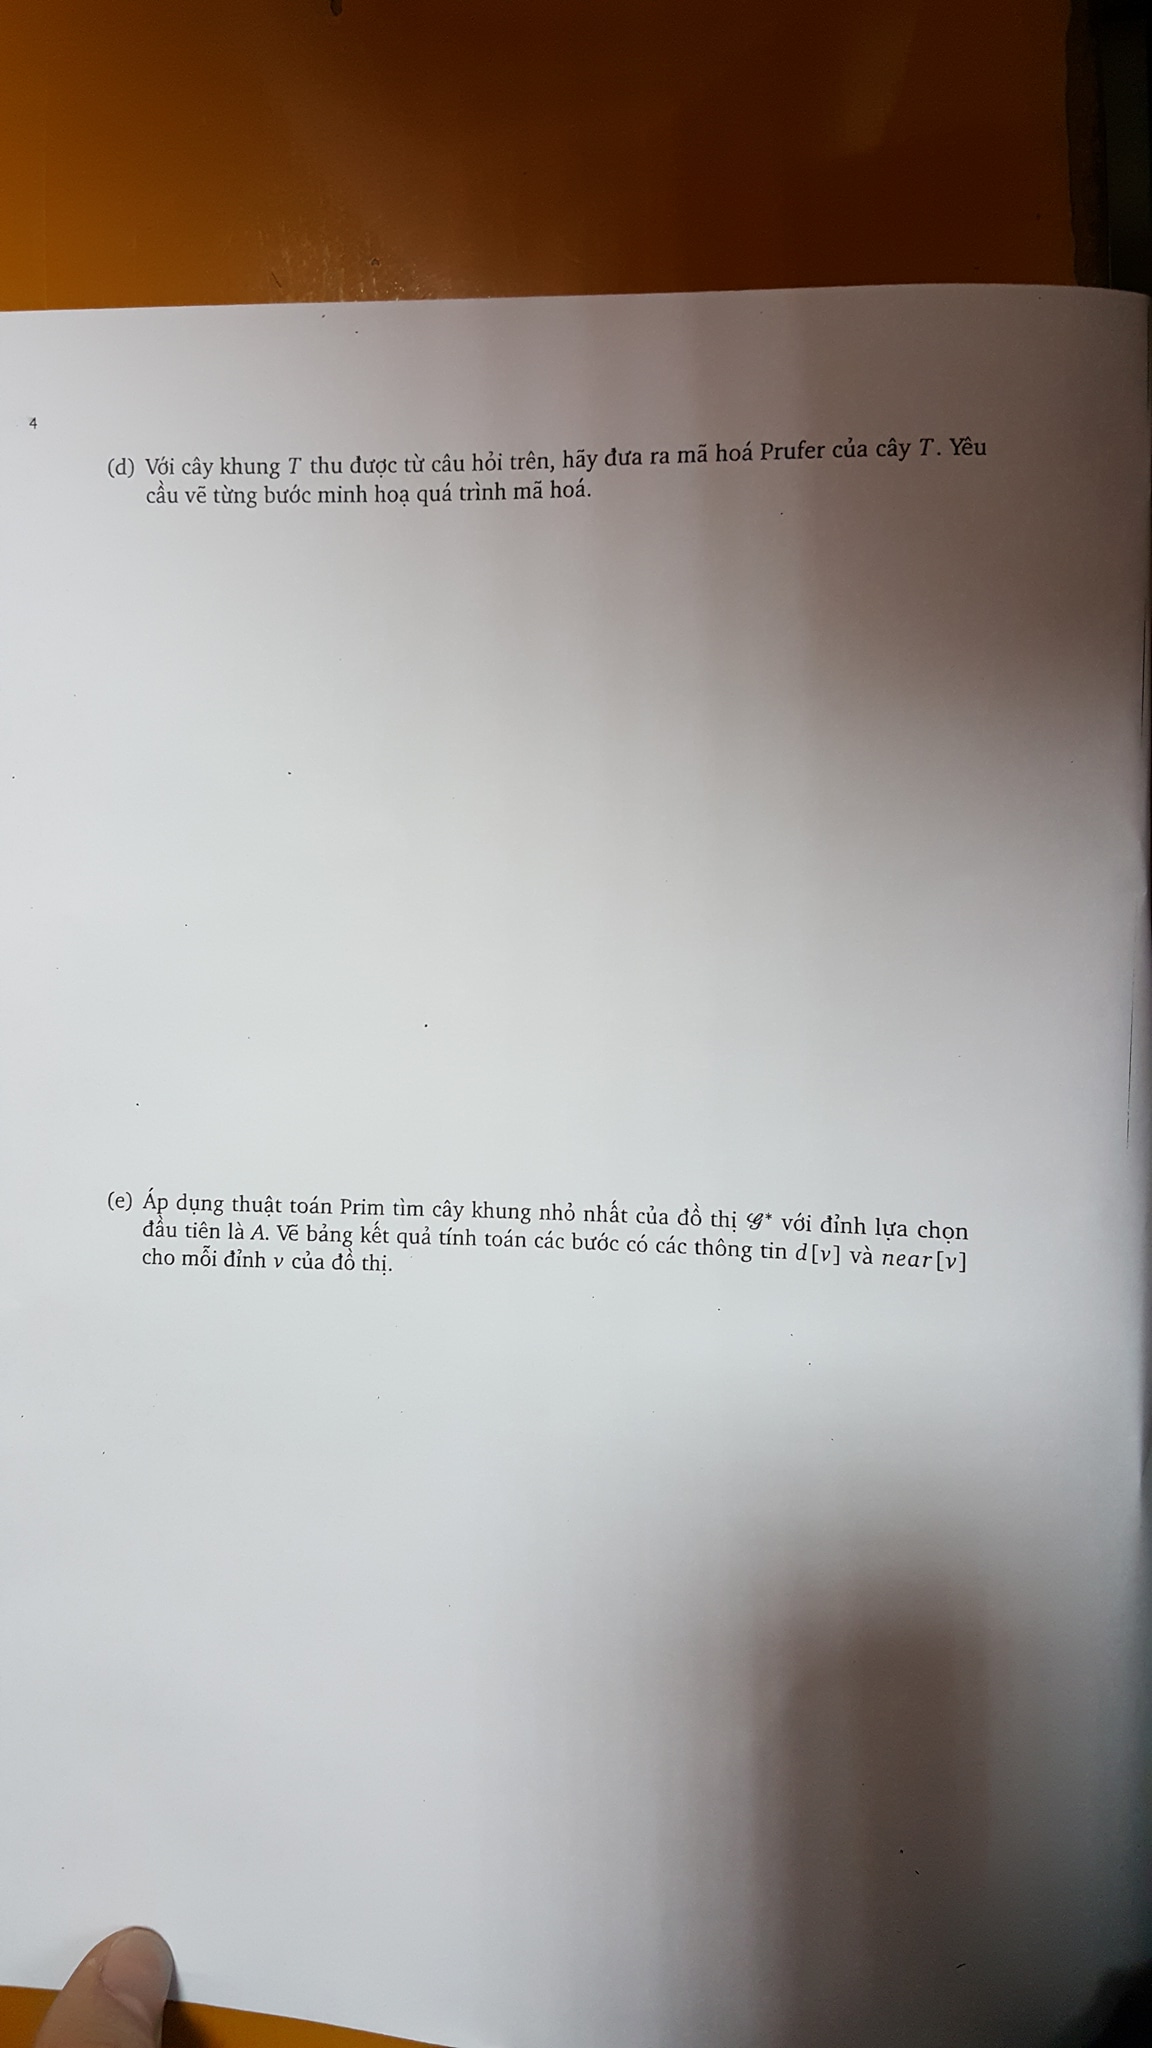 4
(d) Với cây khung T thu được từ câu hỏi trên, hãy đưa ra mã hoá Prufer của cây T. Yêu
cầu vẽ từng bước minh hoạ quá trình mã hoá.
(e) Áp dụng thuật toán Prim tìm cây khung nhỏ nhất của đồ thị 𝒢* với đỉnh lựa chọn
đầu tiên là A. Vẽ bảng kết quả tính toán các bước có các thông tin d[v] và near[v]
cho mỗi đỉnh v của đồ thị.